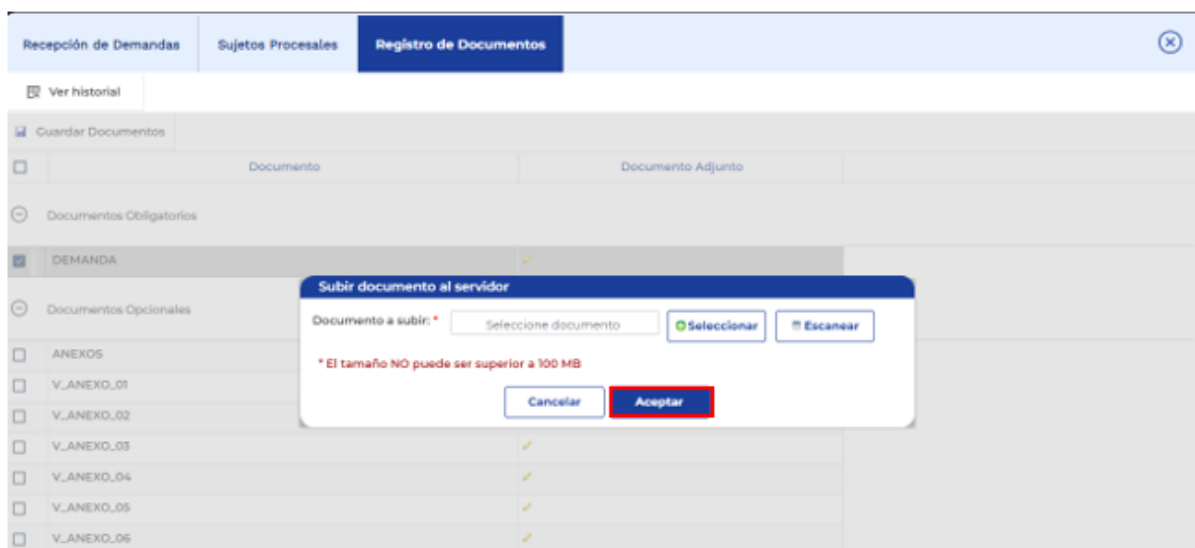 Recepción de Demandas Sujetos Procesales Registro de Documentos
Ver historial
Guardar Documentos
Documento Documento Adjunto
Documentos Obligatorios
DEMANDA
Subir documento al servidor
Documentos Opcionales
Documento a subir: * Seleccione documento Seleccionar Escanear
ANEXOS
* El tamaño NO puede ser superior a 100 MB
V_ANEXO_01
Cancelar Aceptar
V_ANEXO_02
V_ANEXO_03
V_ANEXO_04
V_ANEXO_05
V_ANEXO_06